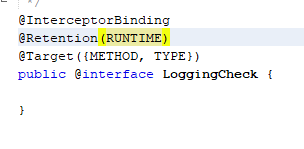 */
@InterceptorBinding
@Retention(RUNTIME)
@Target({METHOD, TYPE})
public @interface LoggingCheck {
}